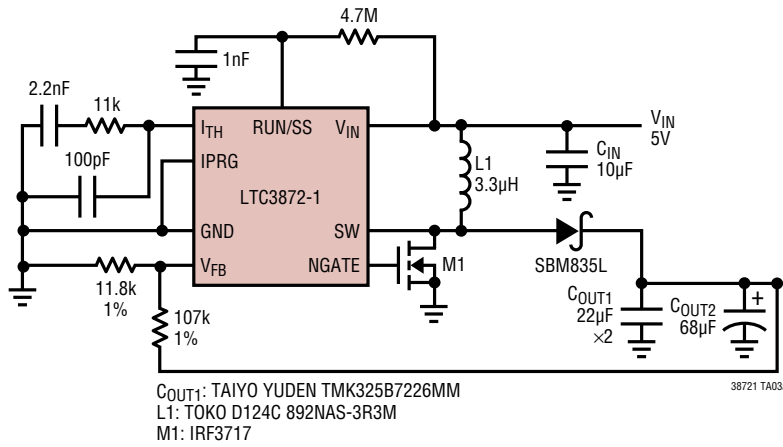 4.7M
1nF
2.2nF
11k
100pF
ITH
RUN/SS
VIN
IPRG
LTC3872-1
GND
SW
VFB
NGATE
L1
3.3µH
VIN
5V
CIN
10µF
M1
SBM835L
11.8k
1%
107k
1%
COUT1
22µF
×2
COUT2
68µF
+
38721 TA03
COUT1: TAIYO YUDEN TMK325B7226MM
L1: TOKO D124C 892NAS-3R3M
M1: IRF3717